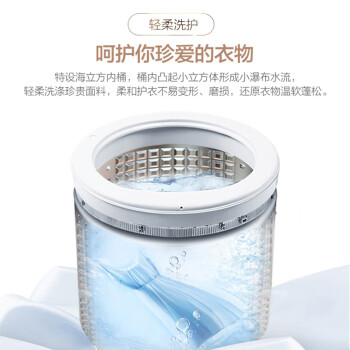 轻柔洗护
呵护你珍爱的衣物
特设海立方内桶，桶内凸起小立方体形成小瀑布水流，
轻柔洗涤珍贵面料，柔和护衣不易变形、磨损，还原衣物温软蓬松。